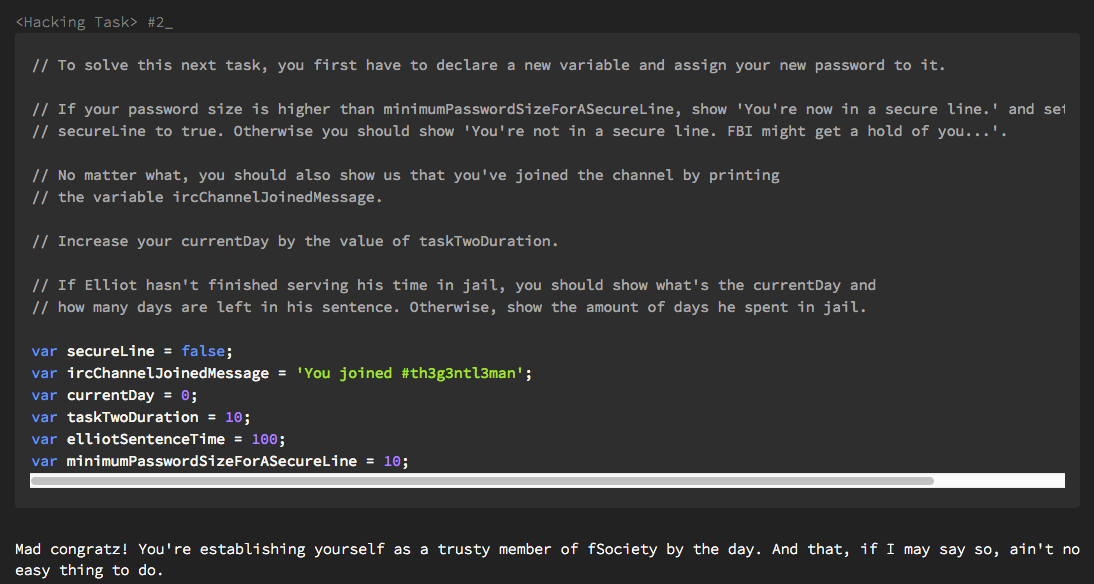 <Hacking Task> #2_
// To solve this next task, you first have to declare a new variable and assign your new password to it.
// If your password size is higher than minimumPasswordSizeForASecureLine, show 'You're now in a secure line.' and set
// secureLine to true. Otherwise you should show 'You're not in a secure line. FBI might get a hold of you...'.
// No matter what, you should also show us that you've joined the channel by printing
// the variable ircChannelJoinedMessage.
// Increase your currentDay by the value of taskTwoDuration.
// If Elliot hasn't finished serving his time in jail, you should show what's the currentDay and
// how many days are left in his sentence. Otherwise, show the amount of days he spent in jail.
var secureLine = false;
var ircChannelJoinedMessage = 'You joined #th3g3ntl3man';
var currentDay = 0;
var taskTwoDuration = 10;
var elliotSentenceTime = 100;
var minimumPasswordSizeForASecureLine = 10;
Mad congratz! You're establishing yourself as a trusty member of fSociety by the day. And that, if I may say so, ain't no
easy thing to do.